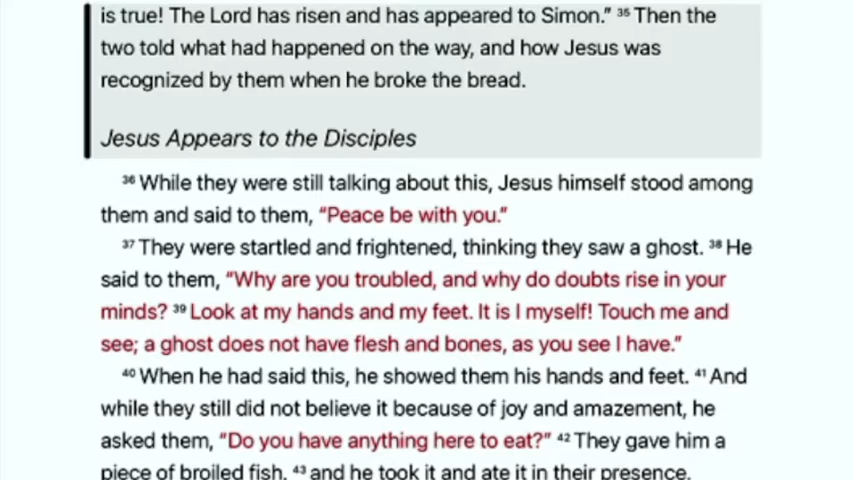 is true! The Lord has risen and has appeared to Simon.” ³⁵ Then the
two told what had happened on the way, and how Jesus was
recognized by them when he broke the bread.
Jesus Appears to the Disciples
³⁶ While they were still talking about this, Jesus himself stood among
them and said to them, “Peace be with you.”
³⁷ They were startled and frightened, thinking they saw a ghost. ³⁸ He
said to them, “Why are you troubled, and why do doubts rise in your
minds? ³⁹ Look at my hands and my feet. It is I myself! Touch me and
see; a ghost does not have flesh and bones, as you see I have.”
⁴⁰ When he had said this, he showed them his hands and feet. ⁴¹ And
while they still did not believe it because of joy and amazement, he
asked them, “Do you have anything here to eat?” ⁴² They gave him a
piece of broiled fish, ⁴³ and he took it and ate it in their presence.